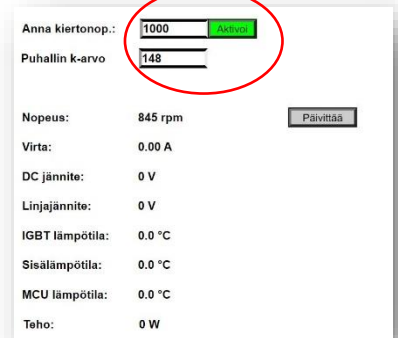 Anna kiertonop.: 1000 Aktivoi
Puhallin k-arvo 148
Nopeus: 845 rpm Päivittää
Virta: 0.00 A
DC jännite: 0 V
Linjajännite: 0 V
IGBT lämpötila: 0.0 °C
Sisälämpötila: 0.0 °C
MCU lämpötila: 0.0 °C
Teho: 0 W